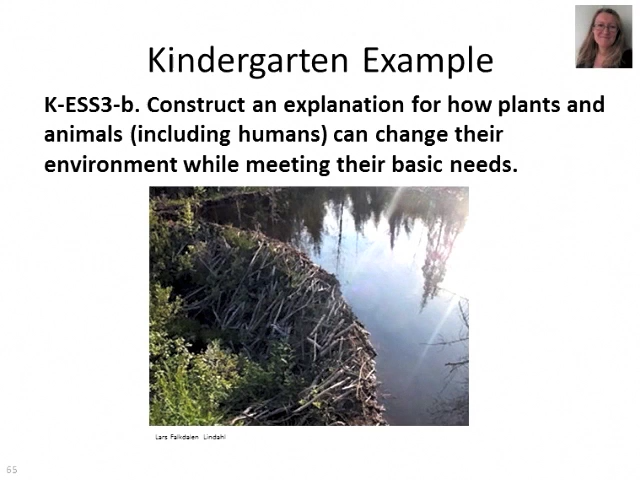 Kindergarten Example
K-ESS3-b. Construct an explanation for how plants and
animals (including humans) can change their
environment while meeting their basic needs.
Lars Falkdalen Lindahl
65